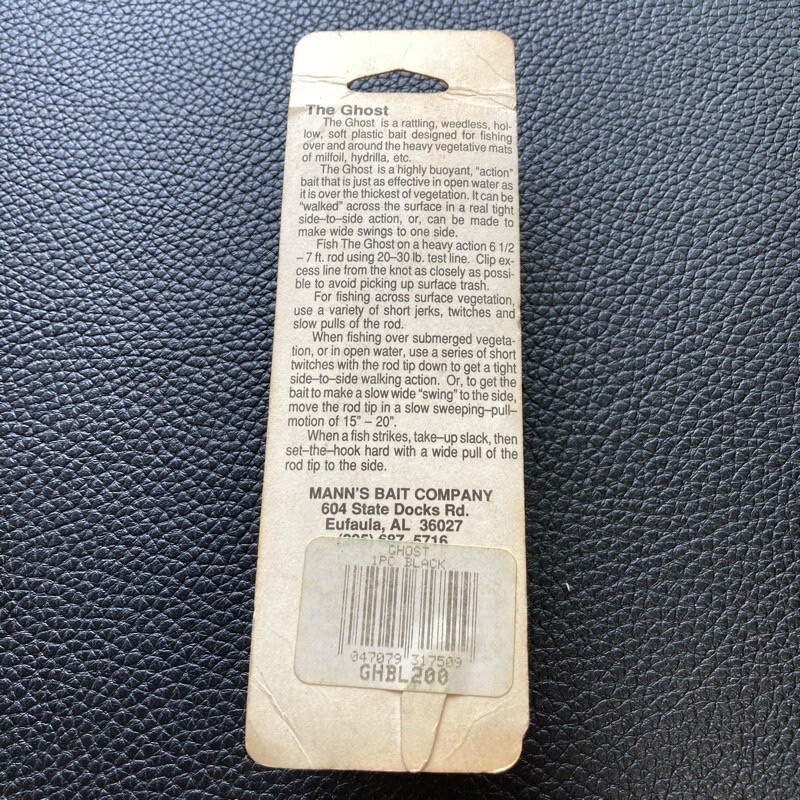 The Ghost
The Ghost is a rattling, weedless, hol-
low, soft plastic bait designed for fishing
over and around the heavy vegetative mats
of milfoil, hydrilla, etc.
The Ghost is a highly buoyant, "action"
bait that is just as effective in open water as
it is over the thickest of vegetation. It can be
"walked" across the surface in a real tight
side–to–side action, or, can be made to
make wide swings to one side.
Fish The Ghost on a heavy action 6 1/2
– 7 ft. rod using 20–30 lb. test line. Clip ex-
cess line from the knot as closely as possi-
ble to avoid picking up surface trash.
For fishing across surface vegetation,
use a variety of short jerks, twitches and
slow pulls of the rod.
When fishing over submerged vegeta-
tion, or in open water, use a series of short
twitches with the rod tip down to get a tight
side–to–side walking action. Or, to get the
bait to make a slow wide "swing" to the side,
move the rod tip in a slow sweeping–pull–
motion of 15" – 20".
When a fish strikes, take–up slack, then
set–the–hook hard with a wide pull of the
rod tip to the side.
MANN'S BAIT COMPANY
604 State Docks Rd.
Eufaula, AL 36027
(205) 687–5716
GHOST
1PC BLACK
047079 317509
GHBL200